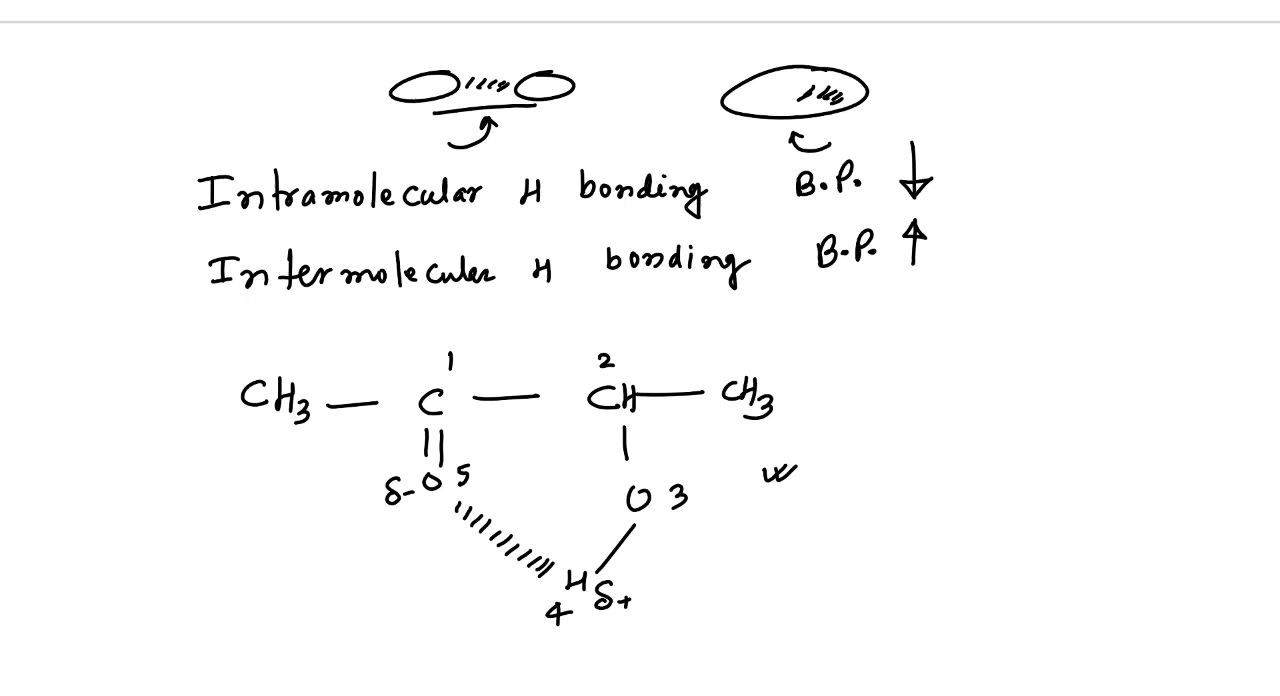 Intramolecular H bonding B.P. ↓
Intermolecular H bonding B.P. ↑
1 2
CH3 — C — CH — CH3
δ- O 5 O 3
H δ+
4